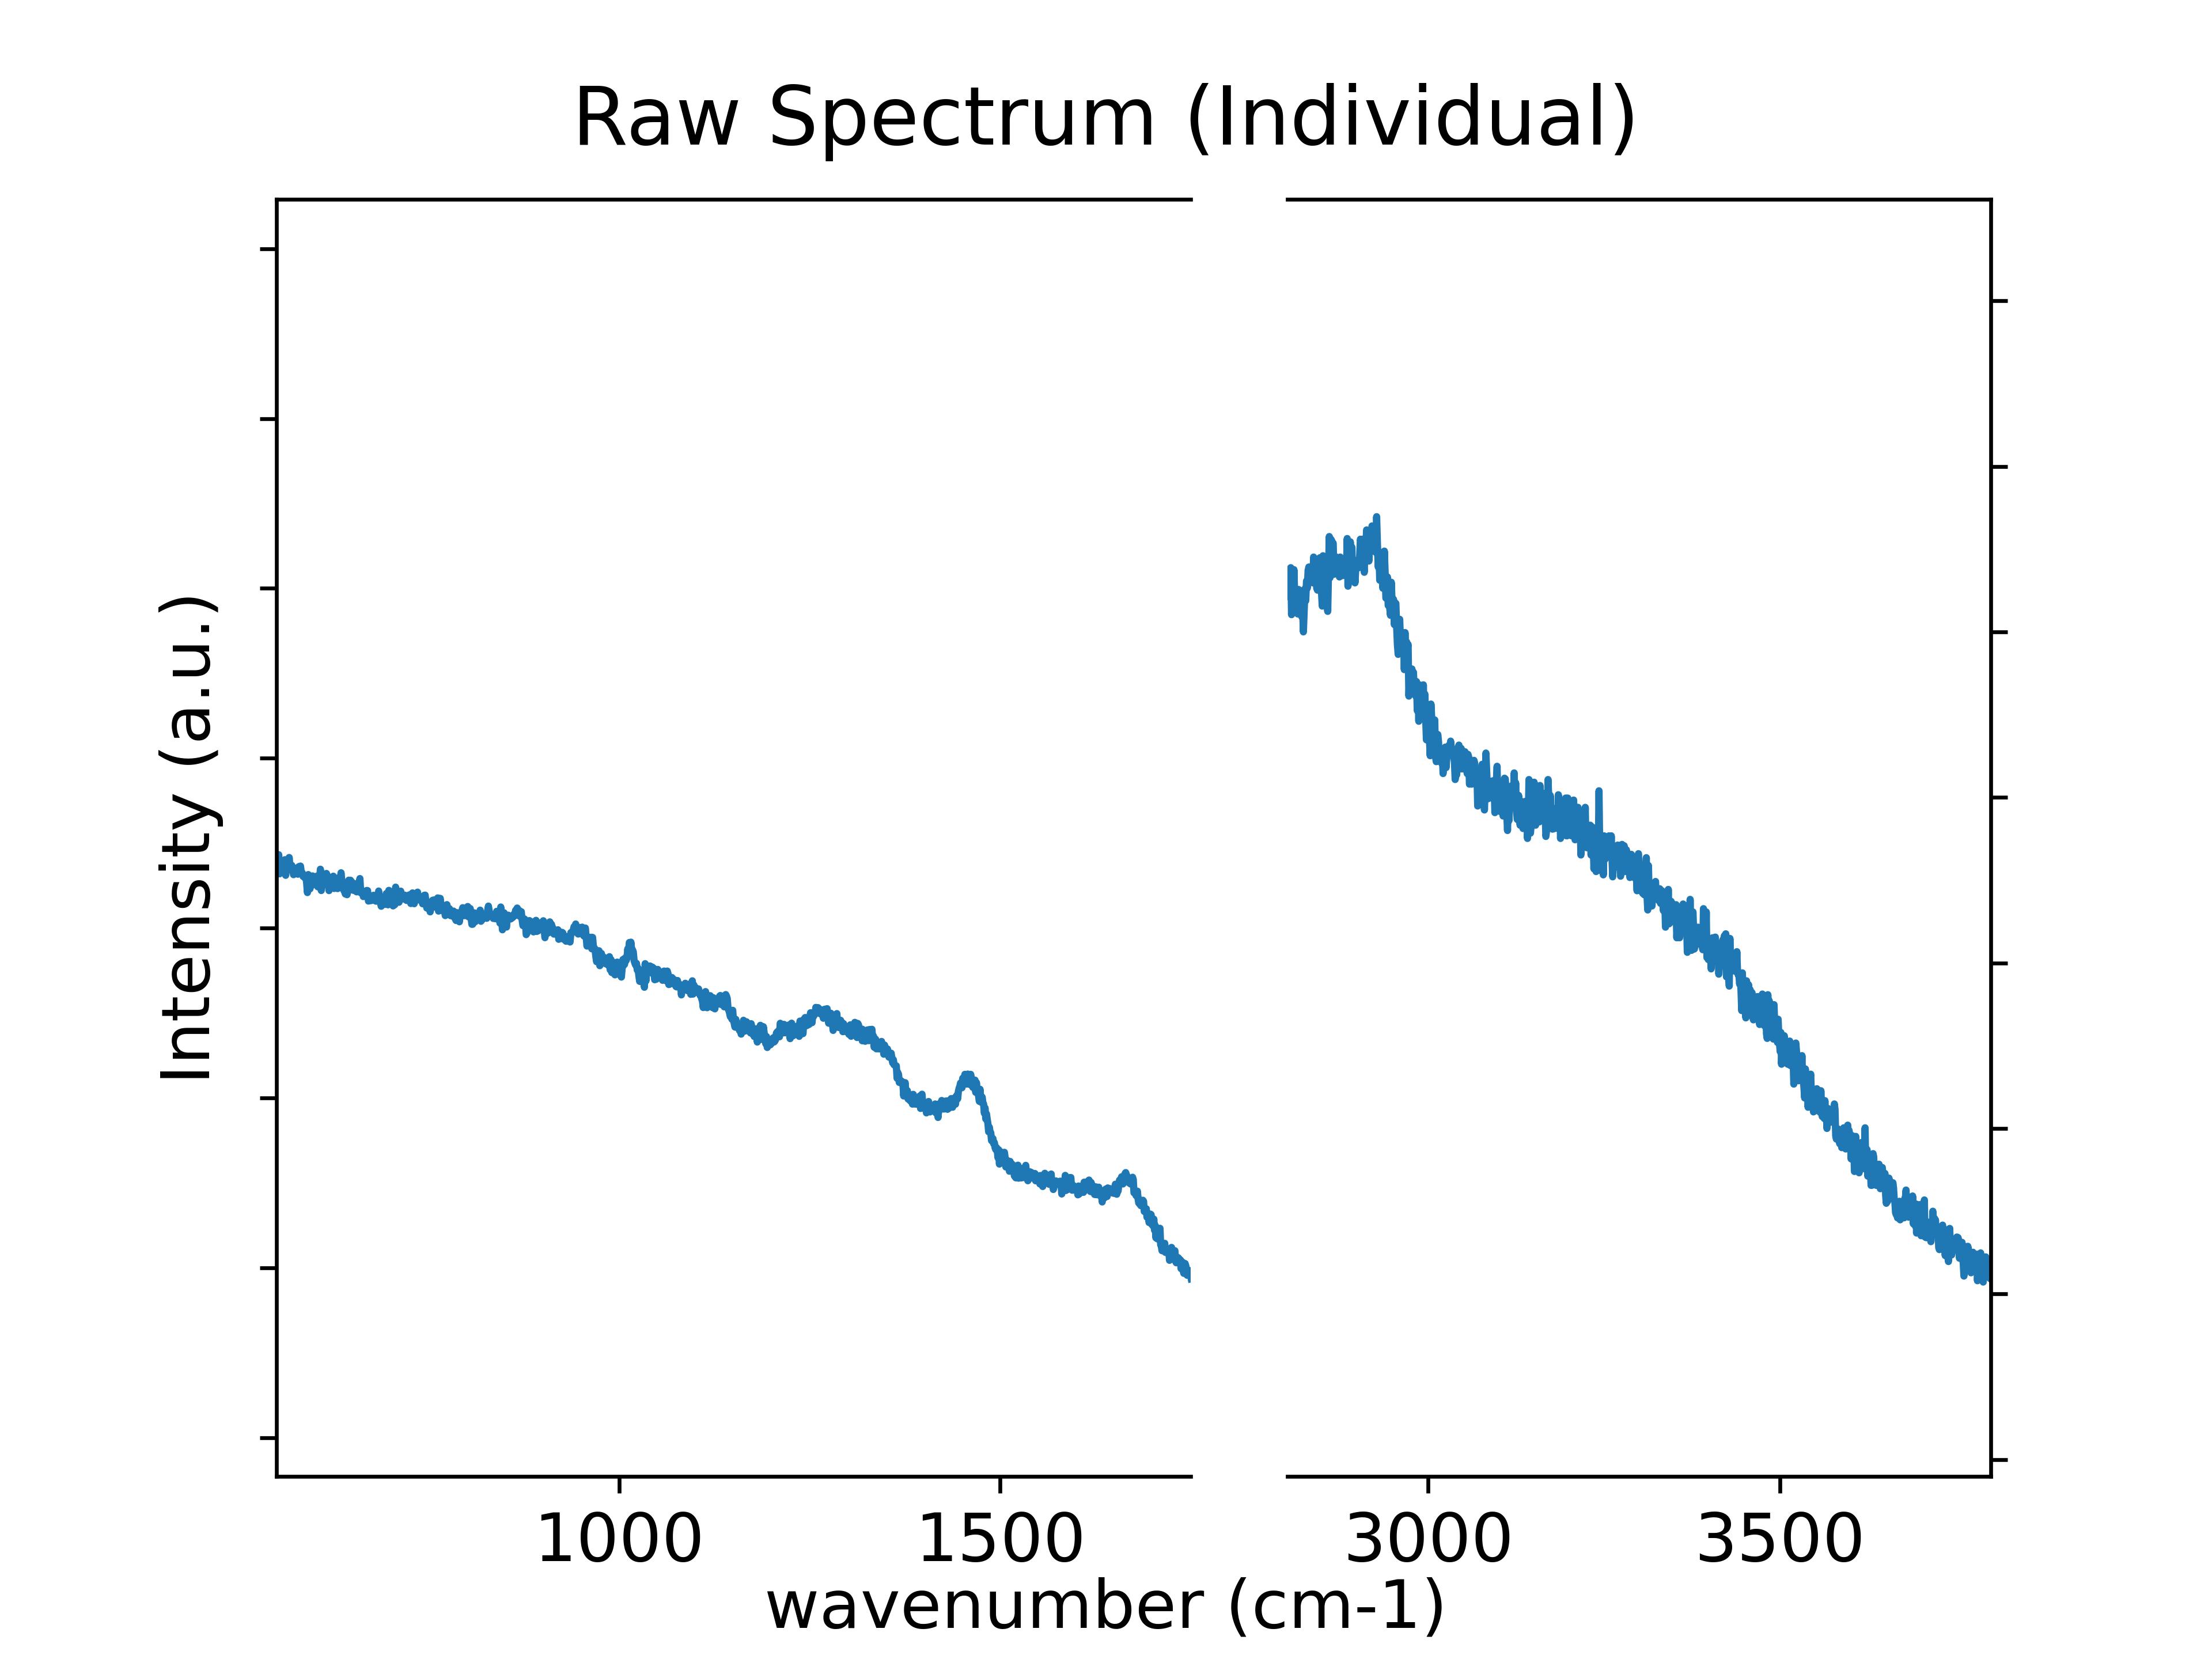 Raw Spectrum (Individual)
Intensity (a.u.)
1000 1500 3000 3500
wavenumber (cm-1)